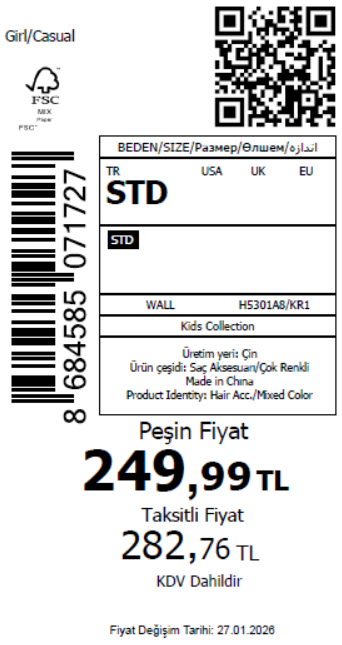 Girl/Casual
FSC
MIX
Paper
FSC™
8 684585 071727
BEDEN/SIZE/Размер/Өлшем/اندازه
TR USA UK EU
STD
STD
WALL H5301A8/KR1
Kids Collection
Üretim yeri: Çin
Ürün çeşidi: Saç Aksesuarı/Çok Renkli
Made in China
Product Identity: Hair Acc./Mixed Color
Peşin Fiyat
249,99 TL
Taksitli Fiyat
282,76 TL
KDV Dahildir
Fiyat Değişim Tarihi: 27.01.2026